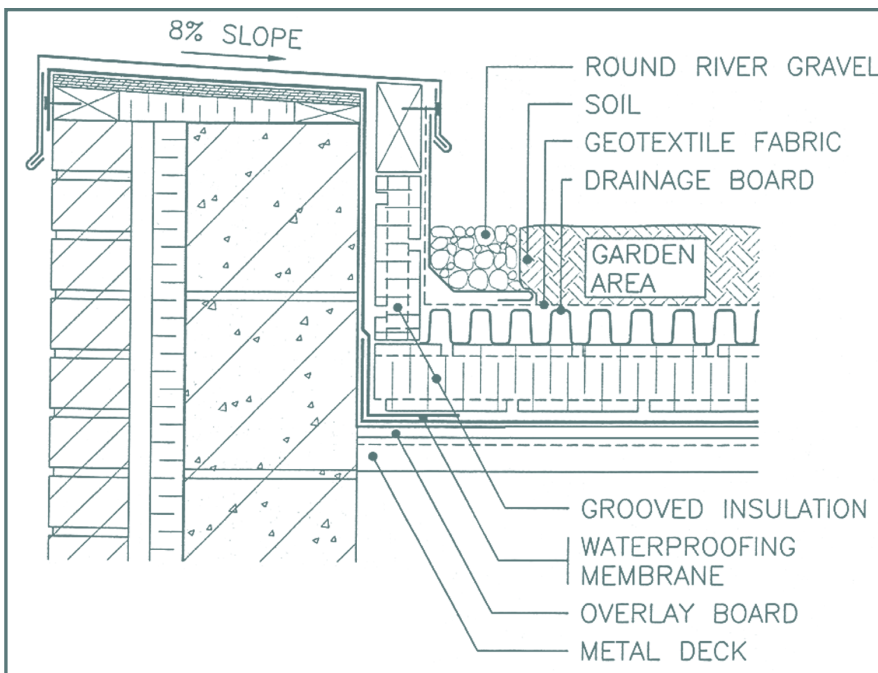 8% SLOPE
ROUND RIVER GRAVEL
SOIL
GEOTEXTILE FABRIC
DRAINAGE BOARD
GARDEN
AREA
GROOVED INSULATION
WATERPROOFING
MEMBRANE
OVERLAY BOARD
METAL DECK